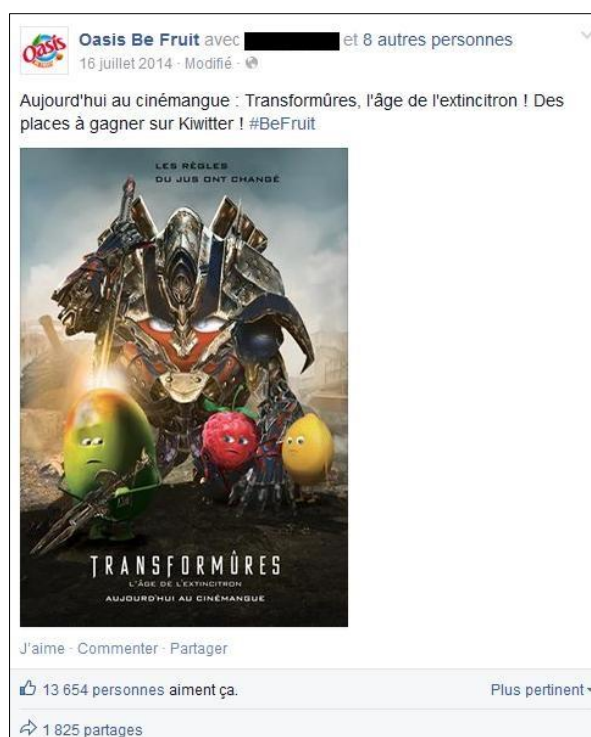 Oasis
Oasis Be Fruit avec et 8 autres personnes
16 juillet 2014 · Modifié ·
Aujourd'hui au cinémangue : Transformûres, l'âge de l'extincitron ! Des
places à gagner sur Kiwitter ! #BeFruit
LES RÈGLES
DU JUS ONT CHANGÉ
TRANSFORMÛRES
L'ÂGE DE L'EXTINCITRON
AUJOURD'HUI AU CINÉMANGUE
J'aime · Commenter · Partager
13 654 personnes aiment ça.
Plus pertinent
1 825 partages